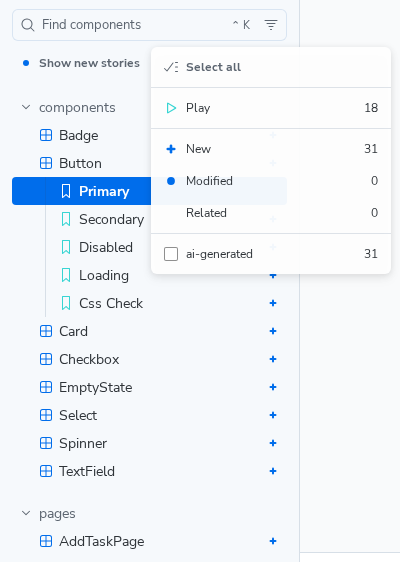 Find components
⌃ K
Show new stories
Select all
components
Play 18
Badge
New 31
Button
Modified 0
Primary
Related 0
Secondary
Disabled
ai-generated 31
Loading
Css Check
Card
Checkbox
EmptyState
Select
Spinner
TextField
pages
AddTaskPage